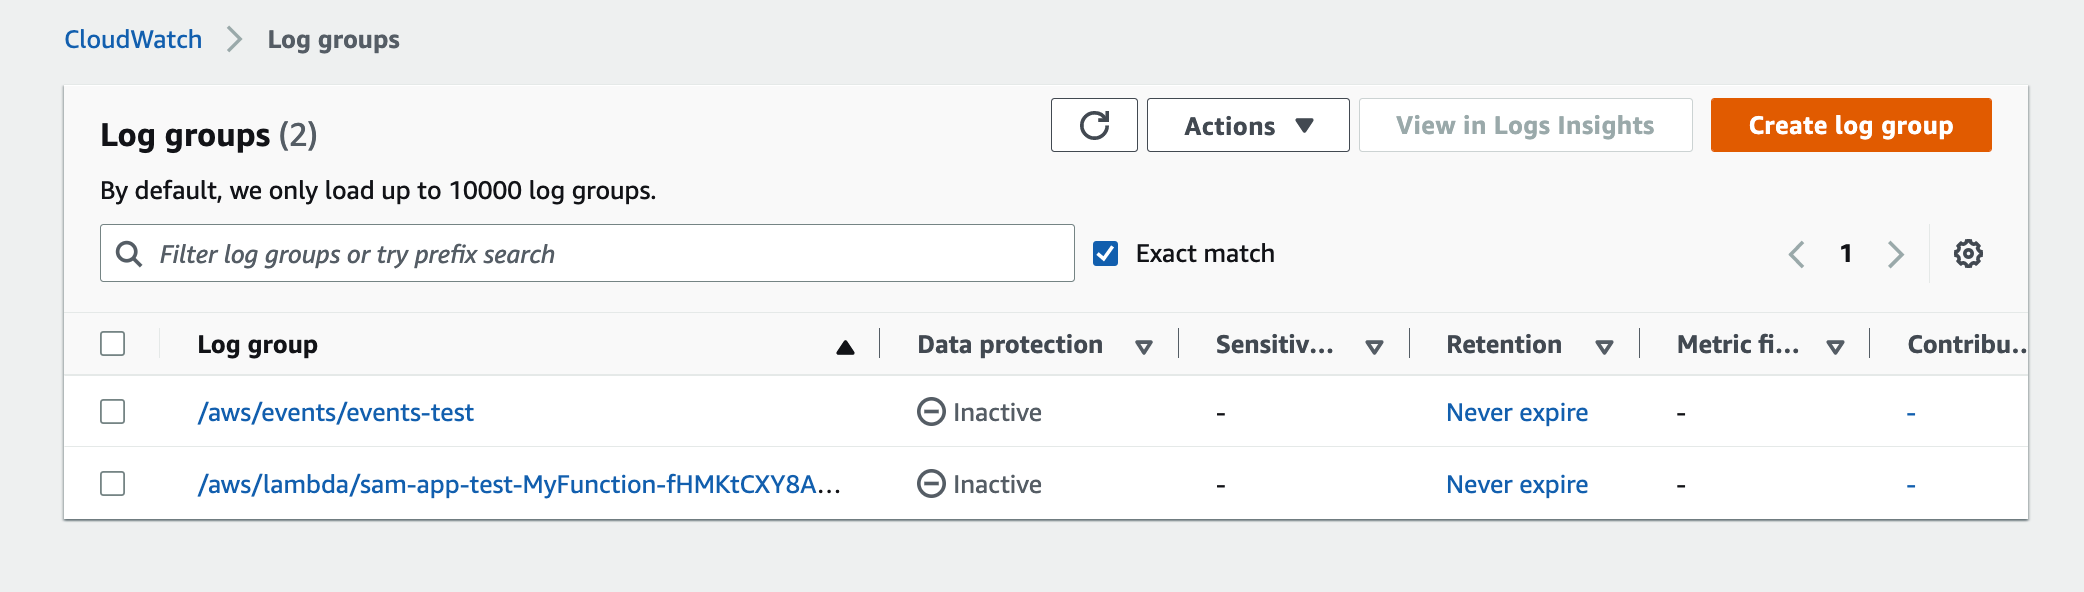 CloudWatch Log groups
Log groups (2)
Actions
View in Logs Insights
Create log group
By default, we only load up to 10000 log groups.
Filter log groups or try prefix search
Exact match
1
Log group Data protection Sensitiv... Retention Metric fi... Contribu..
/aws/events/events-test Inactive - Never expire - -
/aws/lambda/sam-app-test-MyFunction-fHMKtCXY8A... Inactive - Never expire - -